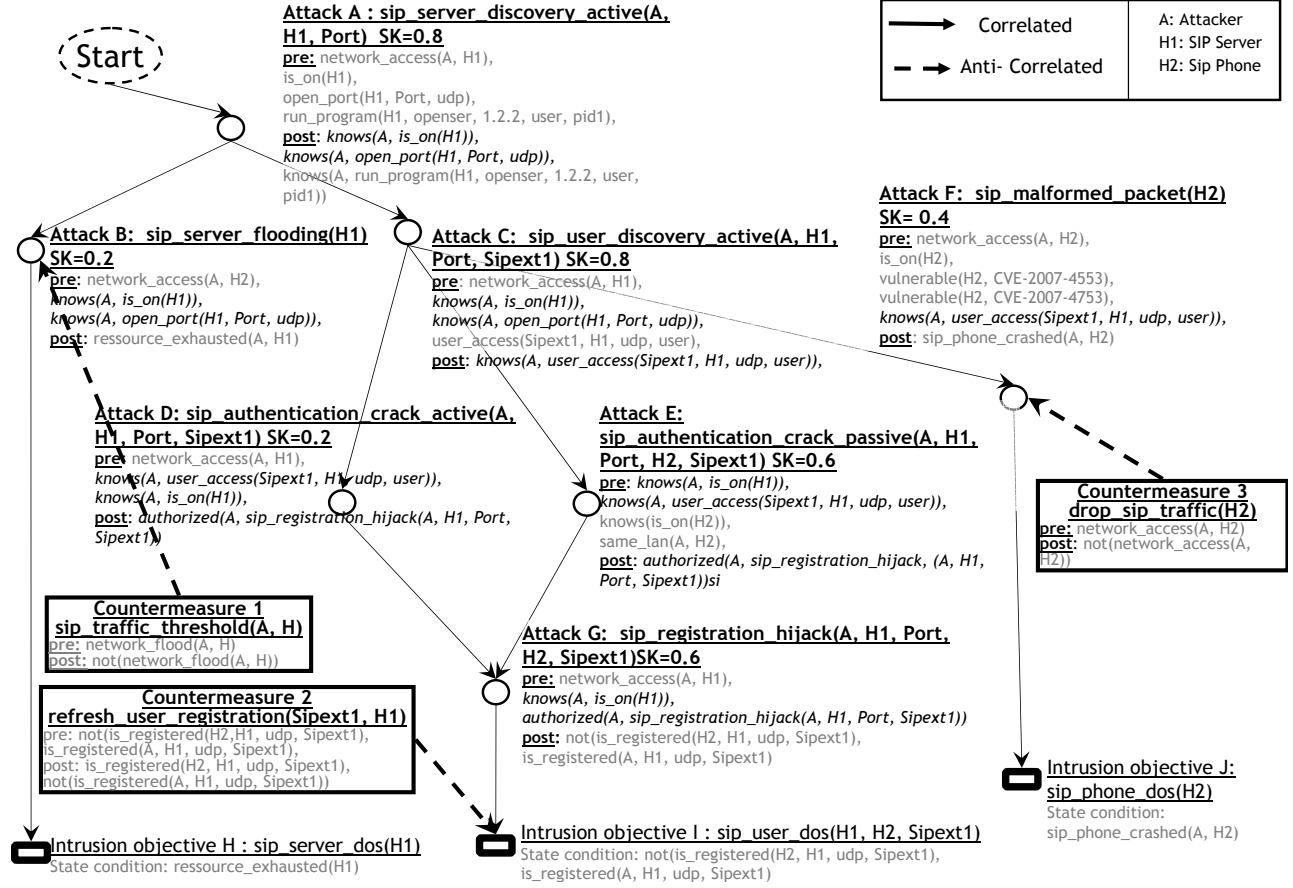 Start
Attack A : sip_server_discovery_active(A,
H1, Port)  SK=0.8
pre: network_access(A, H1),
is_on(H1),
open_port(H1, Port, udp),
run_program(H1, openser, 1.2.2, user, pid1),
post: knows(A, is_on(H1)),
knows(A, open_port(H1, Port, udp)),
knows(A, run_program(H1, openser, 1.2.2, user,
pid1))
Correlated
Anti- Correlated
A: Attacker
H1: SIP Server
H2: Sip Phone
Attack B:  sip_server_flooding(H1)
SK=0.2
pre: network_access(A, H2),
knows(A, is_on(H1)),
knows(A, open_port(H1, Port, udp)),
post: ressource_exhausted(A, H1)
Attack C:  sip_user_discovery_active(A, H1,
Port, Sipext1) SK=0.8
pre: network_access(A, H1),
knows(A, is_on(H1)),
knows(A, open_port(H1, Port, udp)),
user_access(Sipext1, H1, udp, user),
post: knows(A, user_access(Sipext1, H1, udp, user)),
Attack F:  sip_malformed_packet(H2)
SK= 0.4
pre: network_access(A, H2),
is_on(H2),
vulnerable(H2, CVE-2007-4553),
vulnerable(H2, CVE-2007-4753),
knows(A, user_access(Sipext1, H1, udp, user)),
post: sip_phone_crashed(A, H2)
Attack D: sip_authentication_crack_active(A,
H1, Port, Sipext1) SK=0.2
pre: network_access(A, H1),
knows(A, user_access(Sipext1, H1, udp, user)),
knows(A, is_on(H1)),
post: authorized(A, sip_registration_hijack(A, H1, Port,
Sipext1))
Attack E:
sip_authentication_crack_passive(A, H1,
Port, H2, Sipext1) SK=0.6
pre: knows(A, is_on(H1)),
knows(A, user_access(Sipext1, H1, udp, user)),
knows(is_on(H2)),
same_lan(A, H2),
post: authorized(A, sip_registration_hijack, (A, H1,
Port, Sipext1))si
Countermeasure 3
drop_sip_traffic(H2)
pre: network_access(A, H2)
post: not(network_access(A,
H2))
Countermeasure 1
sip_traffic_threshold(A, H)
pre: network_flood(A, H)
post: not(network_flood(A, H))
Attack G:  sip_registration_hijack(A, H1, Port,
H2, Sipext1)SK=0.6
pre: network_access(A, H1),
knows(A, is_on(H1)),
authorized(A, sip_registration_hijack(A, H1, Port, Sipext1))
post: not(is_registered(H2, H1, udp, Sipext1),
is_registered(A, H1, udp, Sipext1)
Countermeasure 2
refresh_user_registration(Sipext1, H1)
pre: not(is_registered(H2,H1, udp, Sipext1),
is_registered(A, H1, udp, Sipext1),
post: is_registered(H2, H1, udp, Sipext1),
not(is_registered(A, H1, udp, Sipext1))
Intrusion objective J:
sip_phone_dos(H2)
State condition:
sip_phone_crashed(A, H2)
Intrusion objective H : sip_server_dos(H1)
State condition: ressource_exhausted(H1)
Intrusion objective I : sip_user_dos(H1, H2, Sipext1)
State condition: not(is_registered(H2, H1, udp, Sipext1),
is_registered(A, H1, udp, Sipext1)